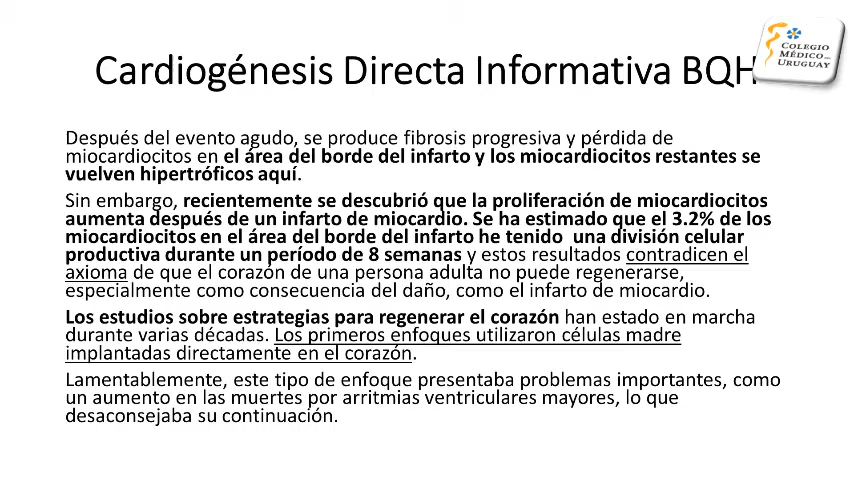 Cardiogénesis Directa Informativa BQH
COLEGIO
MÉDICO DEL
URUGUAY
Después del evento agudo, se produce fibrosis progresiva y pérdida de
miocardiocitos en el área del borde del infarto y los miocardiocitos restantes se
vuelven hipertróficos aquí.
Sin embargo, recientemente se descubrió que la proliferación de miocardiocitos
aumenta después de un infarto de miocardio. Se ha estimado que el 3.2% de los
miocardiocitos en el área del borde del infarto he tenido una división celular
productiva durante un período de 8 semanas y estos resultados contradicen el
axioma de que el corazón de una persona adulta no puede regenerarse,
especialmente como consecuencia del daño, como el infarto de miocardio.
Los estudios sobre estrategias para regenerar el corazón han estado en marcha
durante varias décadas. Los primeros enfoques utilizaron células madre
implantadas directamente en el corazón.
Lamentablemente, este tipo de enfoque presentaba problemas importantes, como
un aumento en las muertes por arritmias ventriculares mayores, lo que
desaconsejaba su continuación.